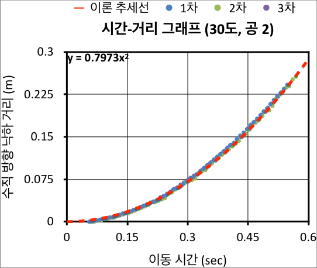 이론 추세선 1차 2차 3차
시간-거리 그래프 (30도, 공 2)
y = 0.7973x²
수직 방향 낙하 거리 (m)
0.3
0.225
0.15
0.075
0
0 0.15 0.3 0.45 0.6
이동 시간 (sec)